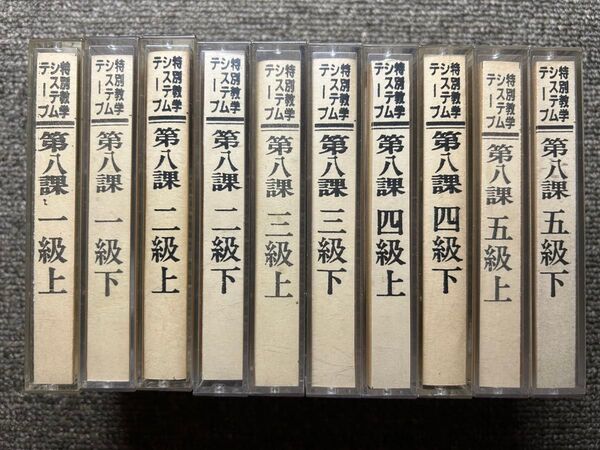 特別教学
システム
テープ
第八課 一級上
特別教学
システム
テープ
第八課 一級下
特別教学
システム
テープ
第八課 二級上
特別教学
システム
テープ
第八課 二級下
特別教学
システム
テープ
第八課 三級上
特別教学
システム
テープ
第八課 三級下
特別教学
システム
テープ
第八課 四級上
特別教学
システム
テープ
第八課 四級下
特別教学
システム
テープ
第八課 五級上
特別教学
システム
テープ
第八課 五級下